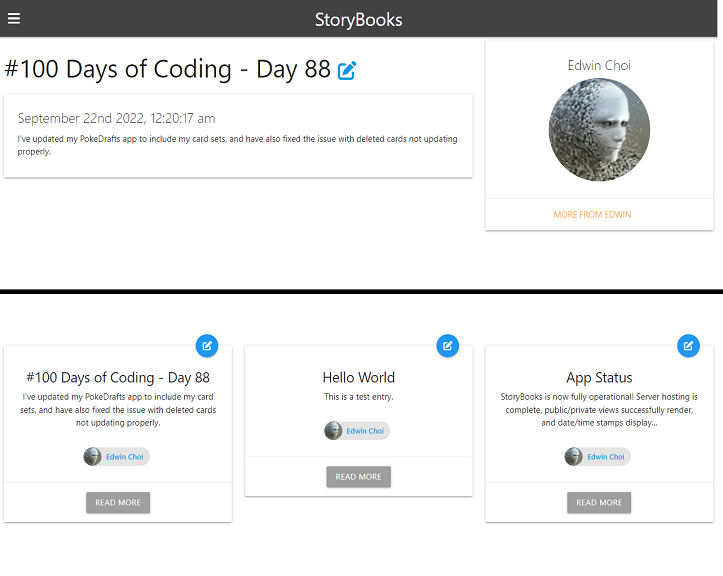 StoryBooks
#100 Days of Coding - Day 88
September 22nd 2022, 12:20:17 am
I've updated my PokeDrafts app to include my card sets, and have also fixed the issue with deleted cards not updating
properly.
Edwin Choi
MORE FROM EDWIN
#100 Days of Coding - Day 88
I've updated my PokeDrafts app to include my card
sets, and have also fixed the issue with deleted cards
not updating properly.
Edwin Choi
READ MORE
Hello World
This is a test entry.
Edwin Choi
READ MORE
App Status
StoryBooks is now fully operational! Server hosting is
complete, public/private views successfully render,
and date/time stamps display...
Edwin Choi
READ MORE